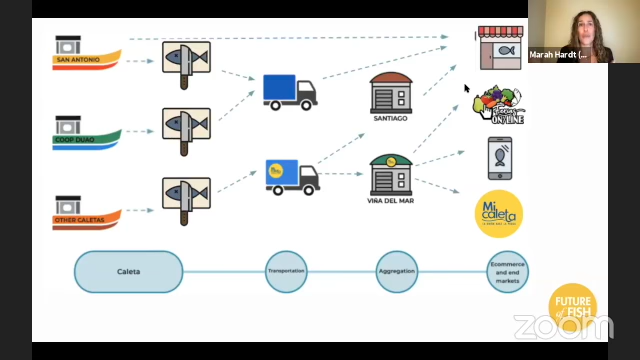 SAN ANTONIO
COOP DUAO
OTHER CALETAS
SANTIAGO
VIÑA DEL MAR
ONLINE
Mi
caleta
Caleta
Transportation
Aggregation
Ecommerce
and end
markets
FUTURE
of FISH
zoom
Marah Hardt (...